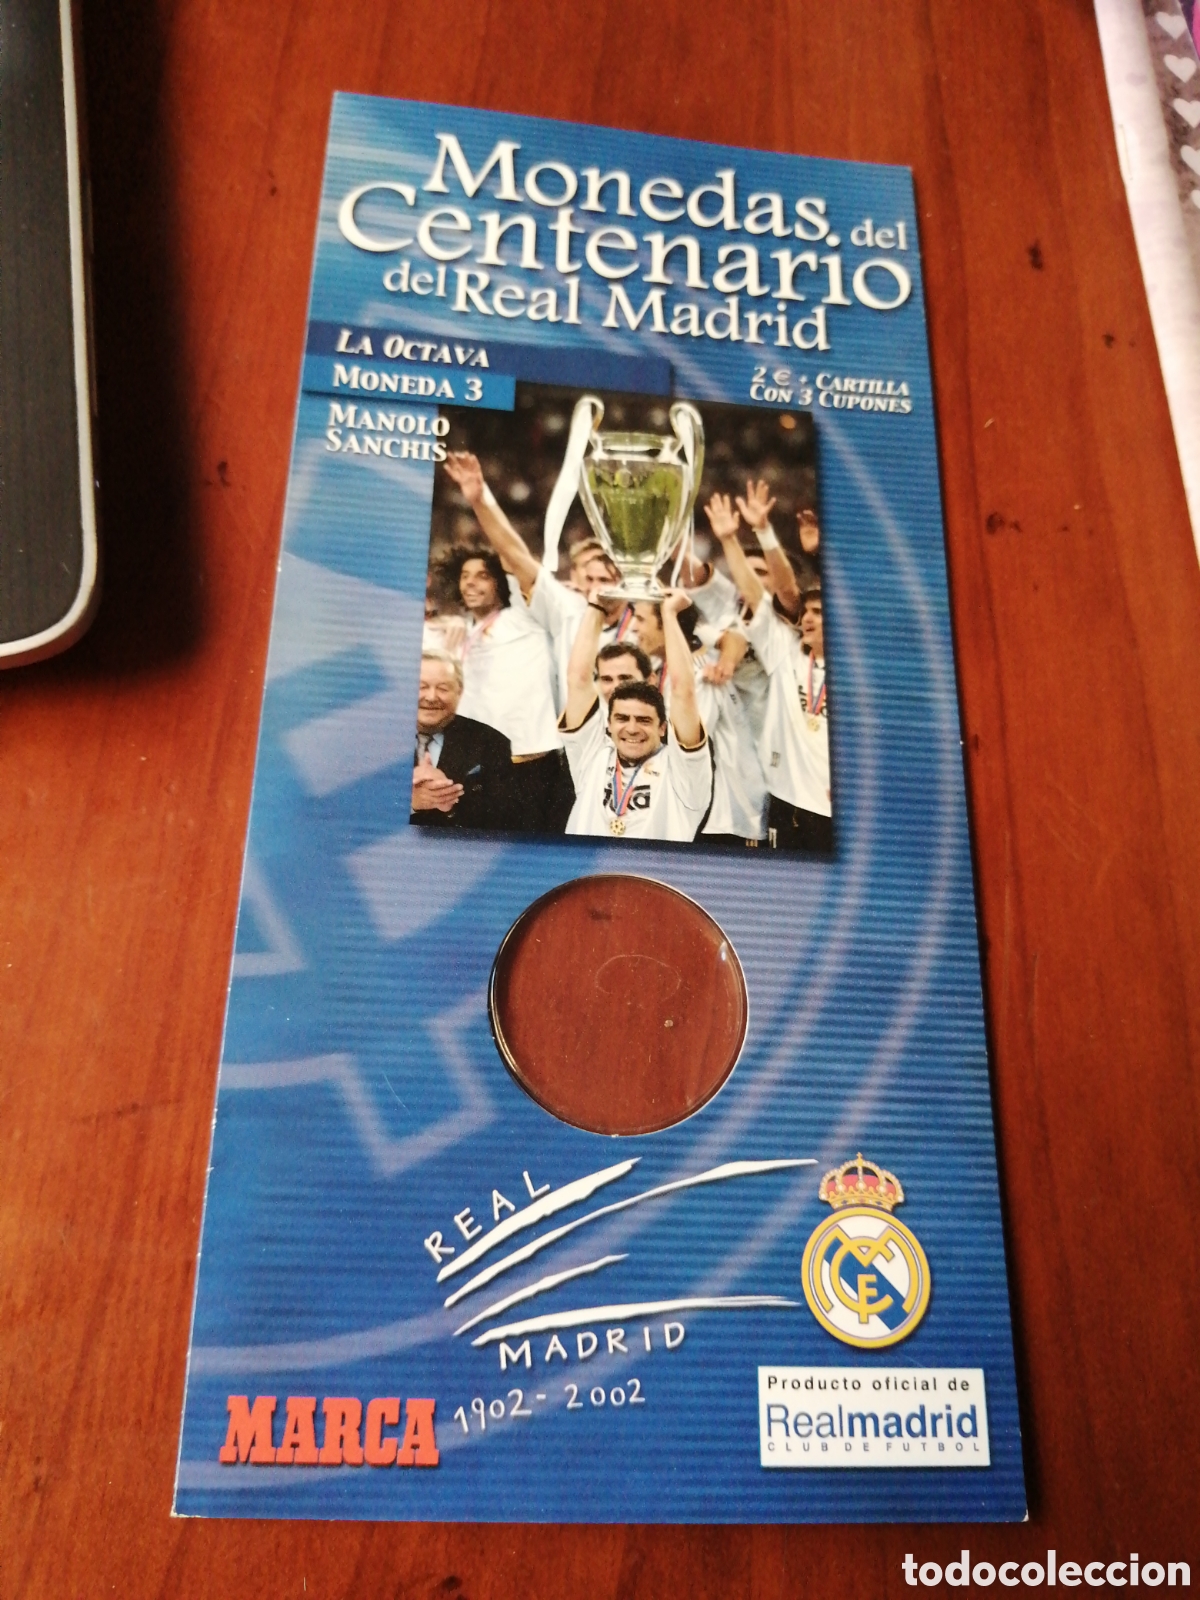 Monedas del
Centenario
del Real Madrid
LA OCTAVA
MONEDA 3
MANOLO
SANCHIS
2 € + CARTILLA
CON 3 CUPONES
REAL
MADRID
1902-2002
MARCA
Producto oficial de
Realmadrid
CLUB DE FUTBOL
todocoleccion